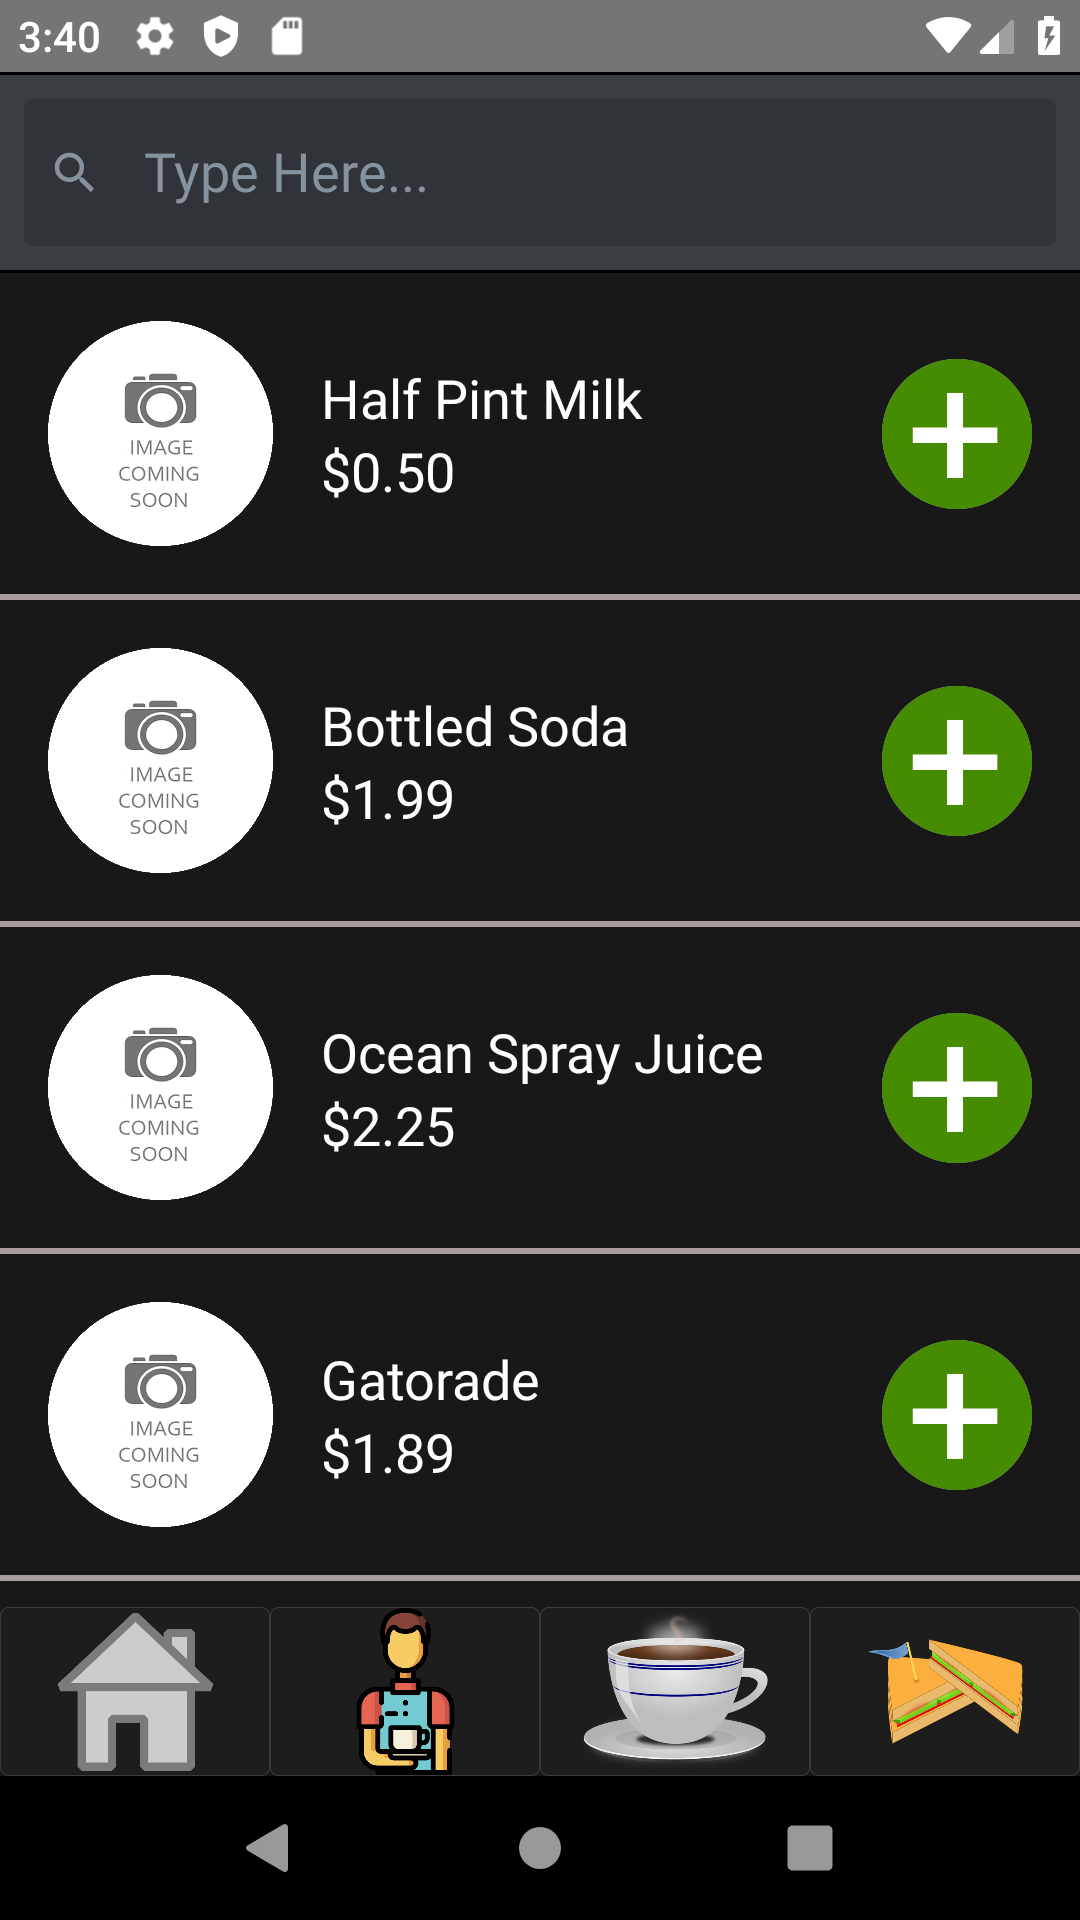 3:40
Type Here...
IMAGE
COMING
SOON
Half Pint Milk
$0.50
IMAGE
COMING
SOON
Bottled Soda
$1.99
IMAGE
COMING
SOON
Ocean Spray Juice
$2.25
IMAGE
COMING
SOON
Gatorade
$1.89